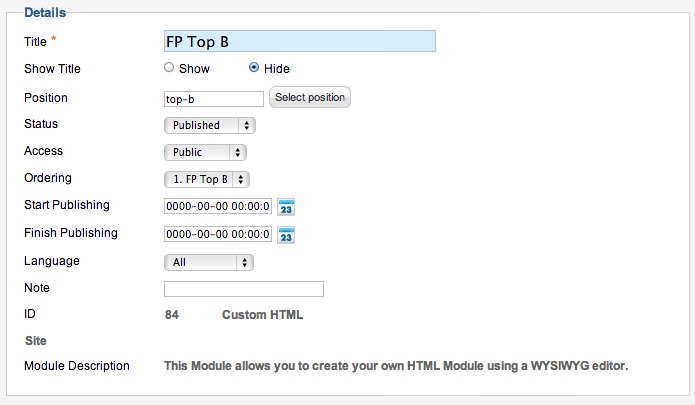 Details
Title * FP Top B
Show Title Show Hide
Position top-b Select position
Status Published
Access Public
Ordering 1. FP Top B
Start Publishing 0000-00-00 00:00:0 23
Finish Publishing 0000-00-00 00:00:0 23
Language All
Note
ID 84 Custom HTML
Site
Module Description This Module allows you to create your own HTML Module using a WYSIWYG editor.